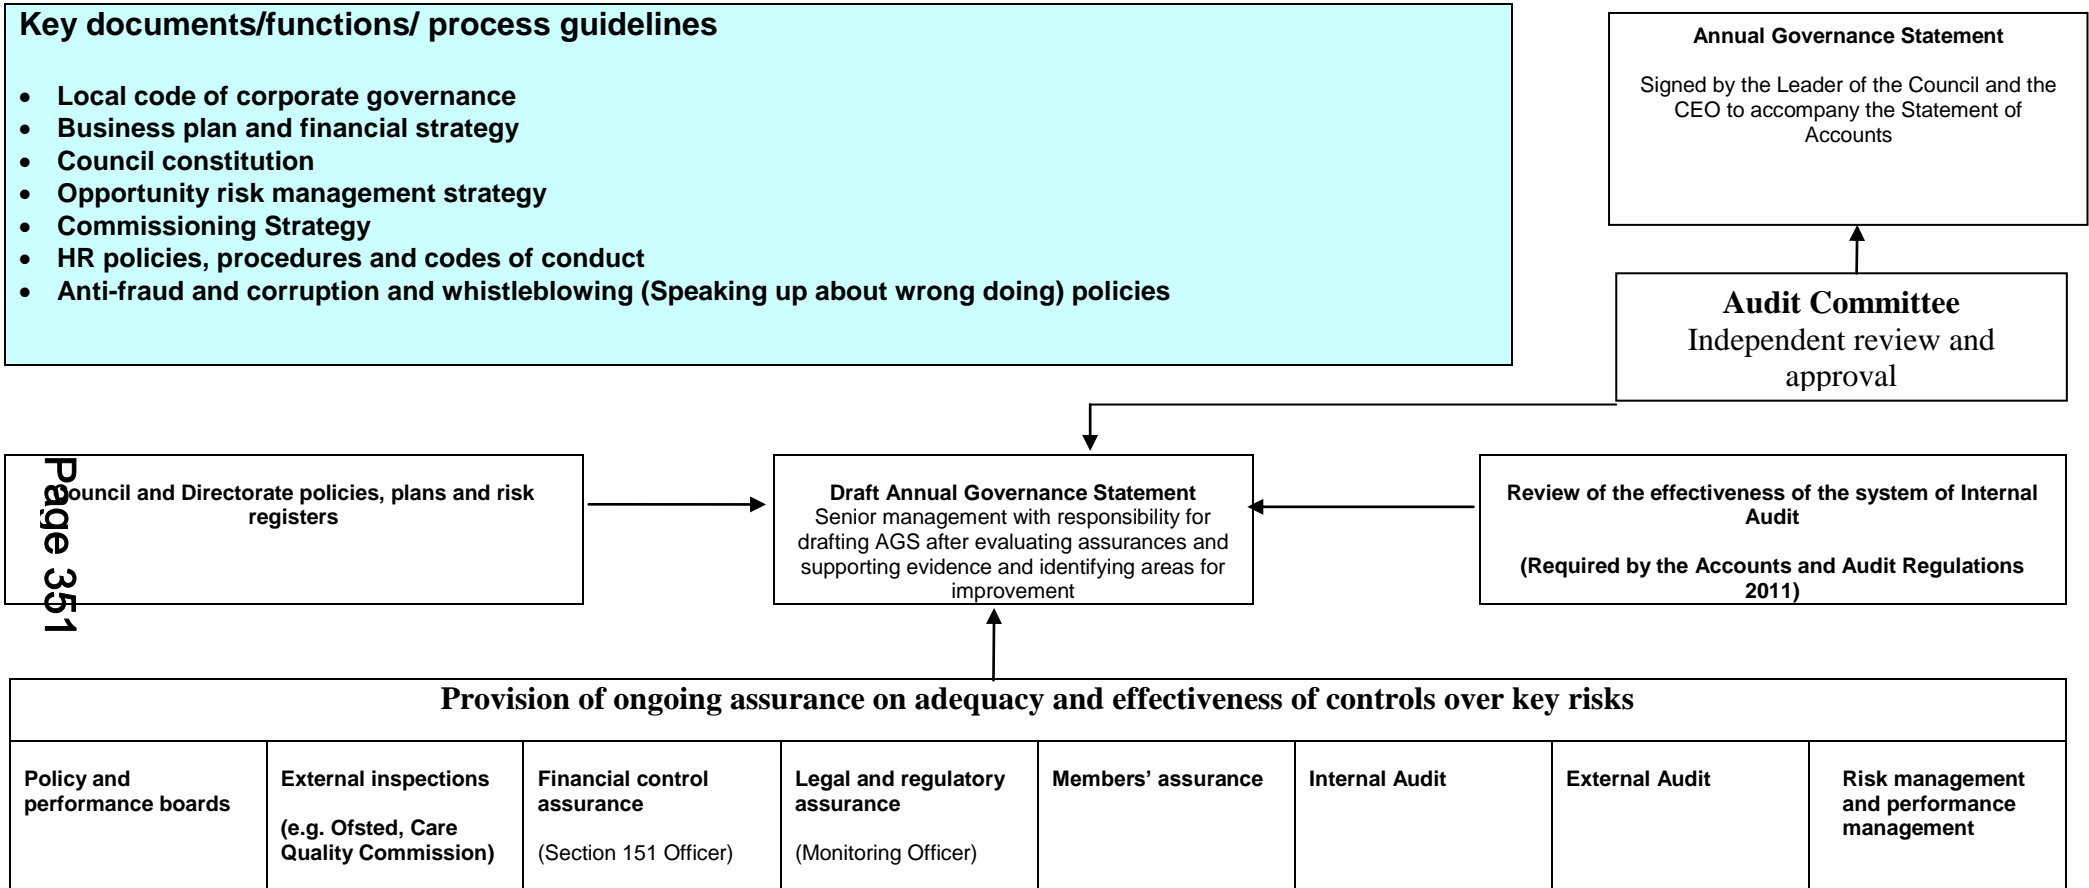 Key documents/functions/ process guidelines
• Local code of corporate governance
• Business plan and financial strategy
• Council constitution
• Opportunity risk management strategy
• Commissioning Strategy
• HR policies, procedures and codes of conduct
• Anti-fraud and corruption and whistleblowing (Speaking up about wrong doing) policies
Annual Governance Statement
Signed by the Leader of the Council and the
CEO to accompany the Statement of
Accounts
Audit Committee
Independent review and
approval
Page 351
Council and Directorate policies, plans and risk
registers
Draft Annual Governance Statement
Senior management with responsibility for
drafting AGS after evaluating assurances and
supporting evidence and identifying areas for
improvement
Review of the effectiveness of the system of Internal
Audit
(Required by the Accounts and Audit Regulations
2011)
Provision of ongoing assurance on adequacy and effectiveness of controls over key risks
Policy and
performance boards
External inspections
(e.g. Ofsted, Care
Quality Commission)
Financial control
assurance
(Section 151 Officer)
Legal and regulatory
assurance
(Monitoring Officer)
Members’ assurance
Internal Audit
External Audit
Risk management
and performance
management